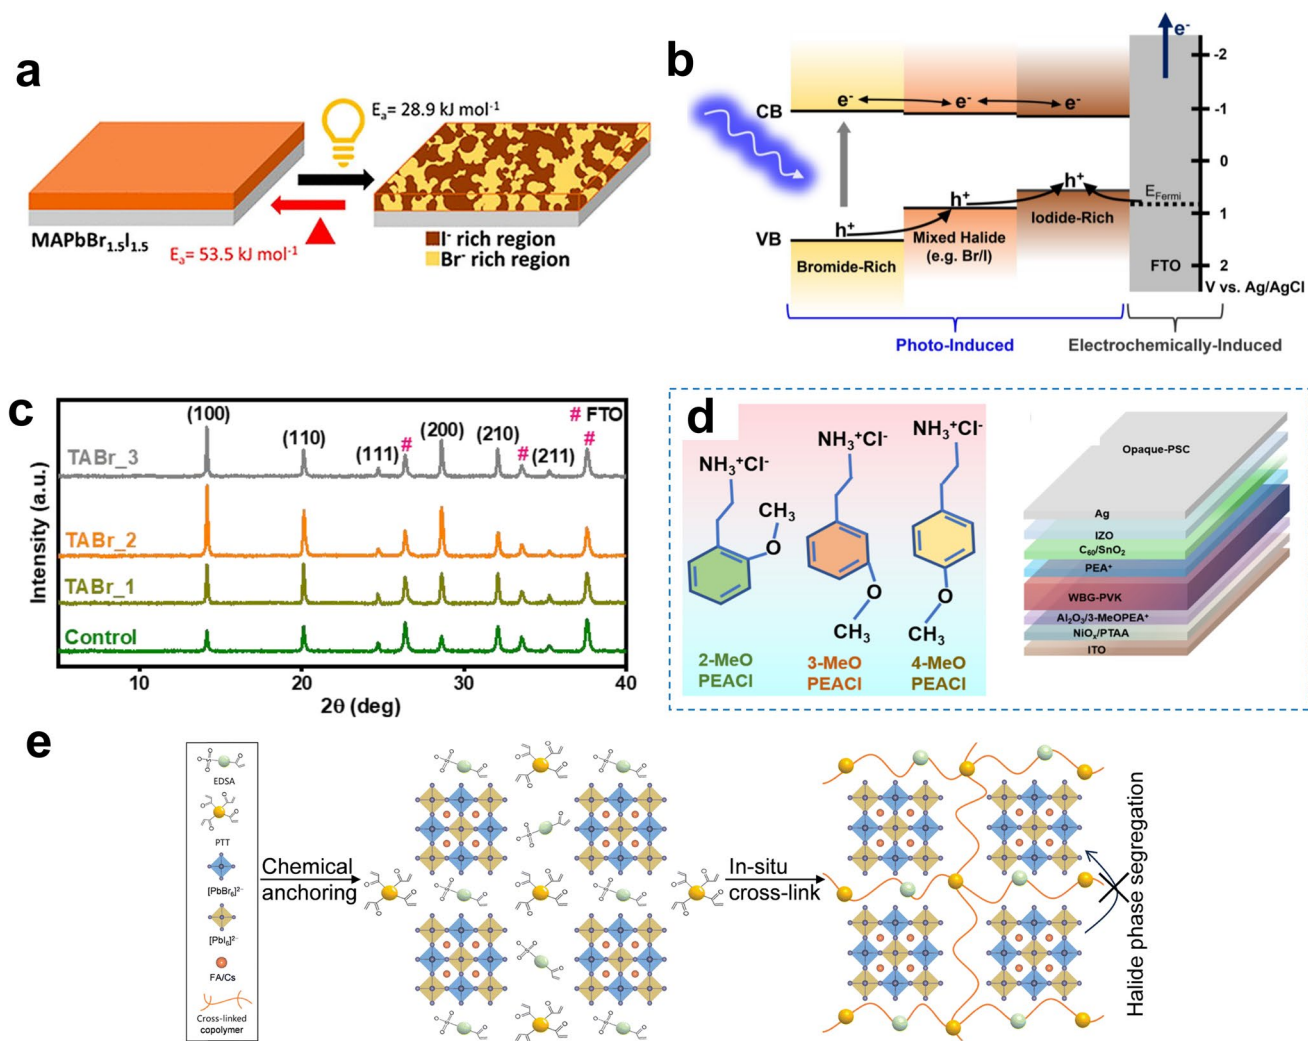 a
Eₐ= 28.9 kJ mol⁻¹
MAPbBr₁.₅I₁.₅
Eₐ= 53.5 kJ mol⁻¹
I⁻ rich region
Br⁻ rich region
b
e⁻
-2
CB
e⁻
e⁻
e⁻
-1
0
h⁺
h⁺
h⁺
E_Fermi
1
VB
Bromide-Rich
Mixed Halide
(e.g. Br/I)
Iodide-Rich
FTO
2
V vs. Ag/AgCl
Photo-Induced
Electrochemically-Induced
c
Intensity (a.u.)
(100)
(110)
(111)
#
(200)
(210)
#
(211)
# FTO
#
TABr_3
TABr_2
TABr_1
Control
10
20
30
40
2θ (deg)
d
NH₃⁺Cl⁻
NH₃⁺Cl⁻
NH₃⁺Cl⁻
CH₃
O
O
CH₃
O
CH₃
2-MeO
PEACl
3-MeO
PEACl
4-MeO
PEACl
Opaque-PSC
Ag
IZO
C₆₀/SnO₂
PEA⁺
WBG-PVK
Al₂O₃/3-MeOPEA⁺
NiOₓ/PTAA
ITO
e
EDSA
PTT
[PbBr₆]²⁻
[PbI₆]²⁻
FA/Cs
Cross-linked
copolymer
Chemical
anchoring
In-situ
cross-link
Halide phase segregation